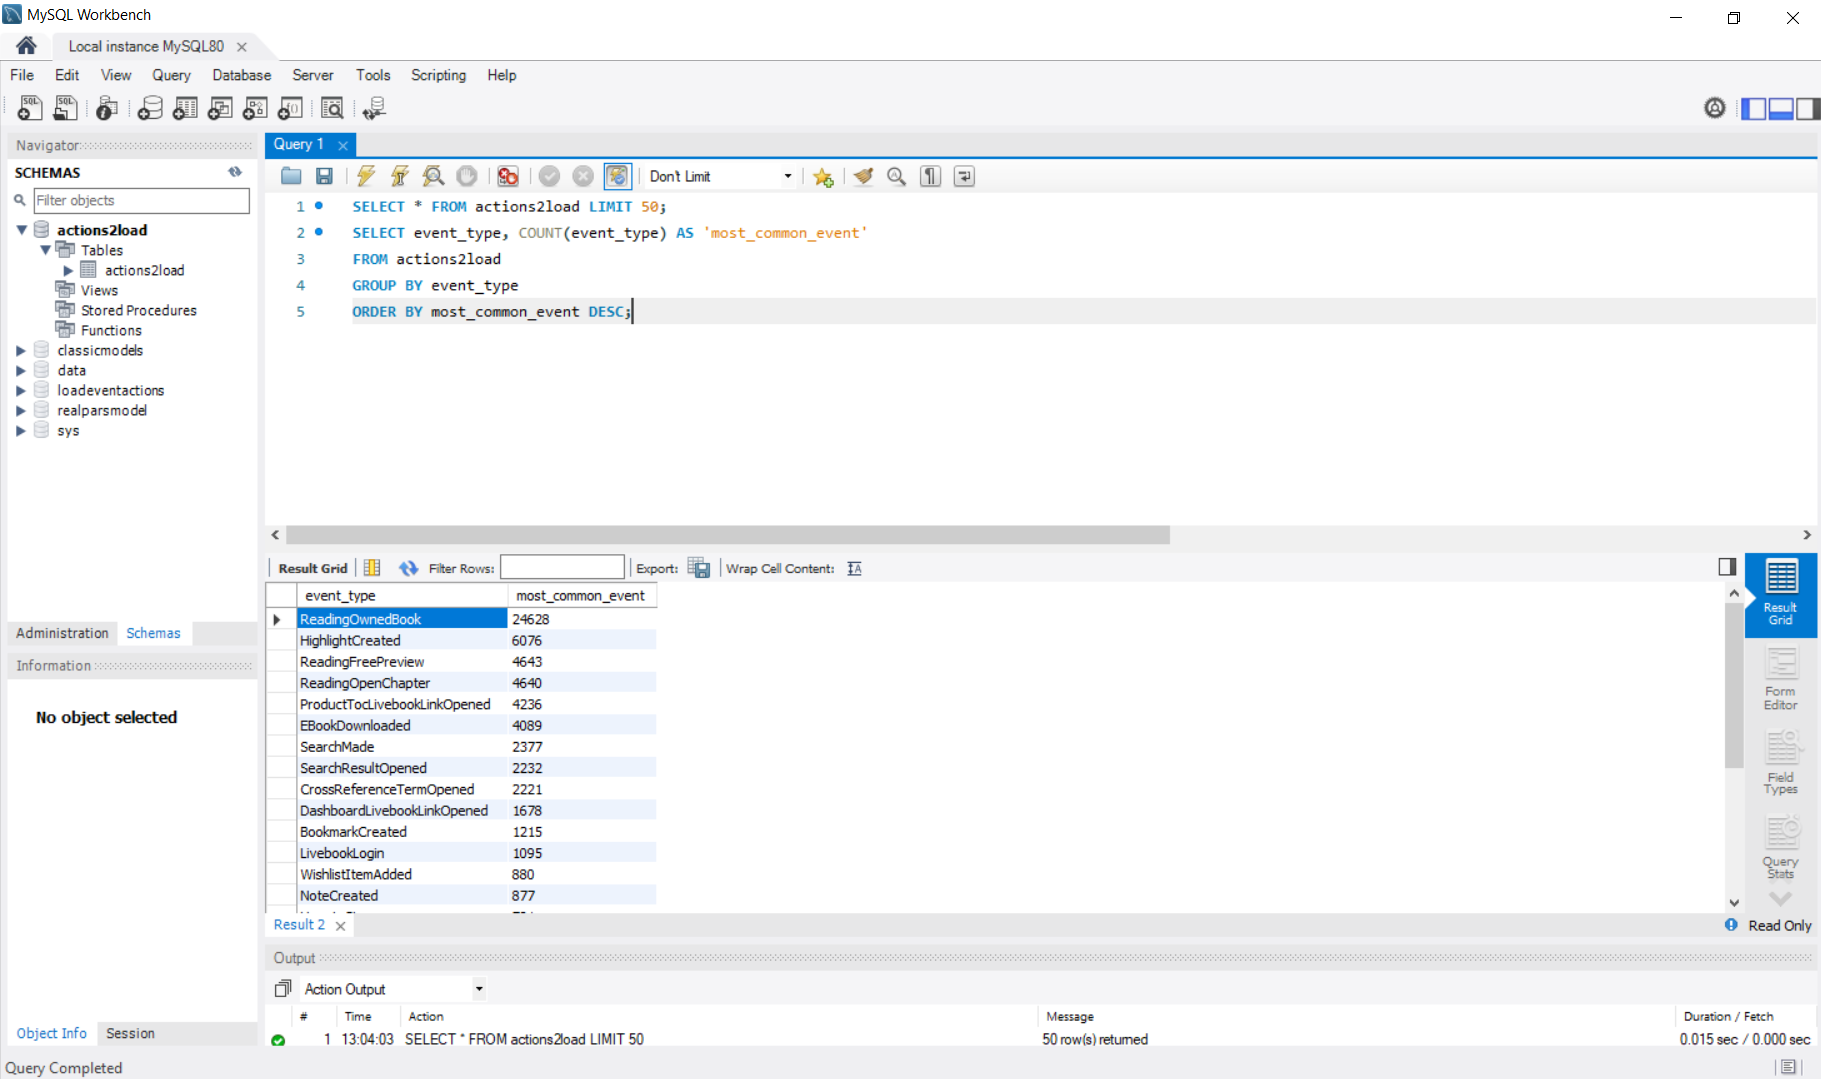 MySQL Workbench
Local instance MySQL80
File Edit View Query Database Server Tools Scripting Help
Navigator
SCHEMAS
Filter objects
actions2load
Tables
actions2load
Views
Stored Procedures
Functions
classicmodels
data
loadeventactions
realparsmodel
sys
Administration Schemas
Information
No object selected
Object Info Session
Query 1
Don't Limit
1 SELECT * FROM actions2load LIMIT 50;
2 SELECT event_type, COUNT(event_type) AS 'most_common_event'
3 FROM actions2load
4 GROUP BY event_type
5 ORDER BY most_common_event DESC;
Result Grid Filter Rows: Export: Wrap Cell Content:
event_type most_common_event
ReadingOwnedBook 24628
HighlightCreated 6076
ReadingFreePreview 4643
ReadingOpenChapter 4640
ProductTocLivebookLinkOpened 4236
EBookDownloaded 4089
SearchMade 2377
SearchResultOpened 2232
CrossReferenceTermOpened 2221
DashboardLivebookLinkOpened 1678
BookmarkCreated 1215
LivebookLogin 1095
WishlistItemAdded 880
NoteCreated 877
Result
Grid
Form
Editor
Field
Types
Query
Stats
Result 2
Read Only
Output
Action Output
# Time Action Message Duration / Fetch
1 13:04:03 SELECT * FROM actions2load LIMIT 50 50 row(s) returned 0.015 sec / 0.000 sec
Query Completed